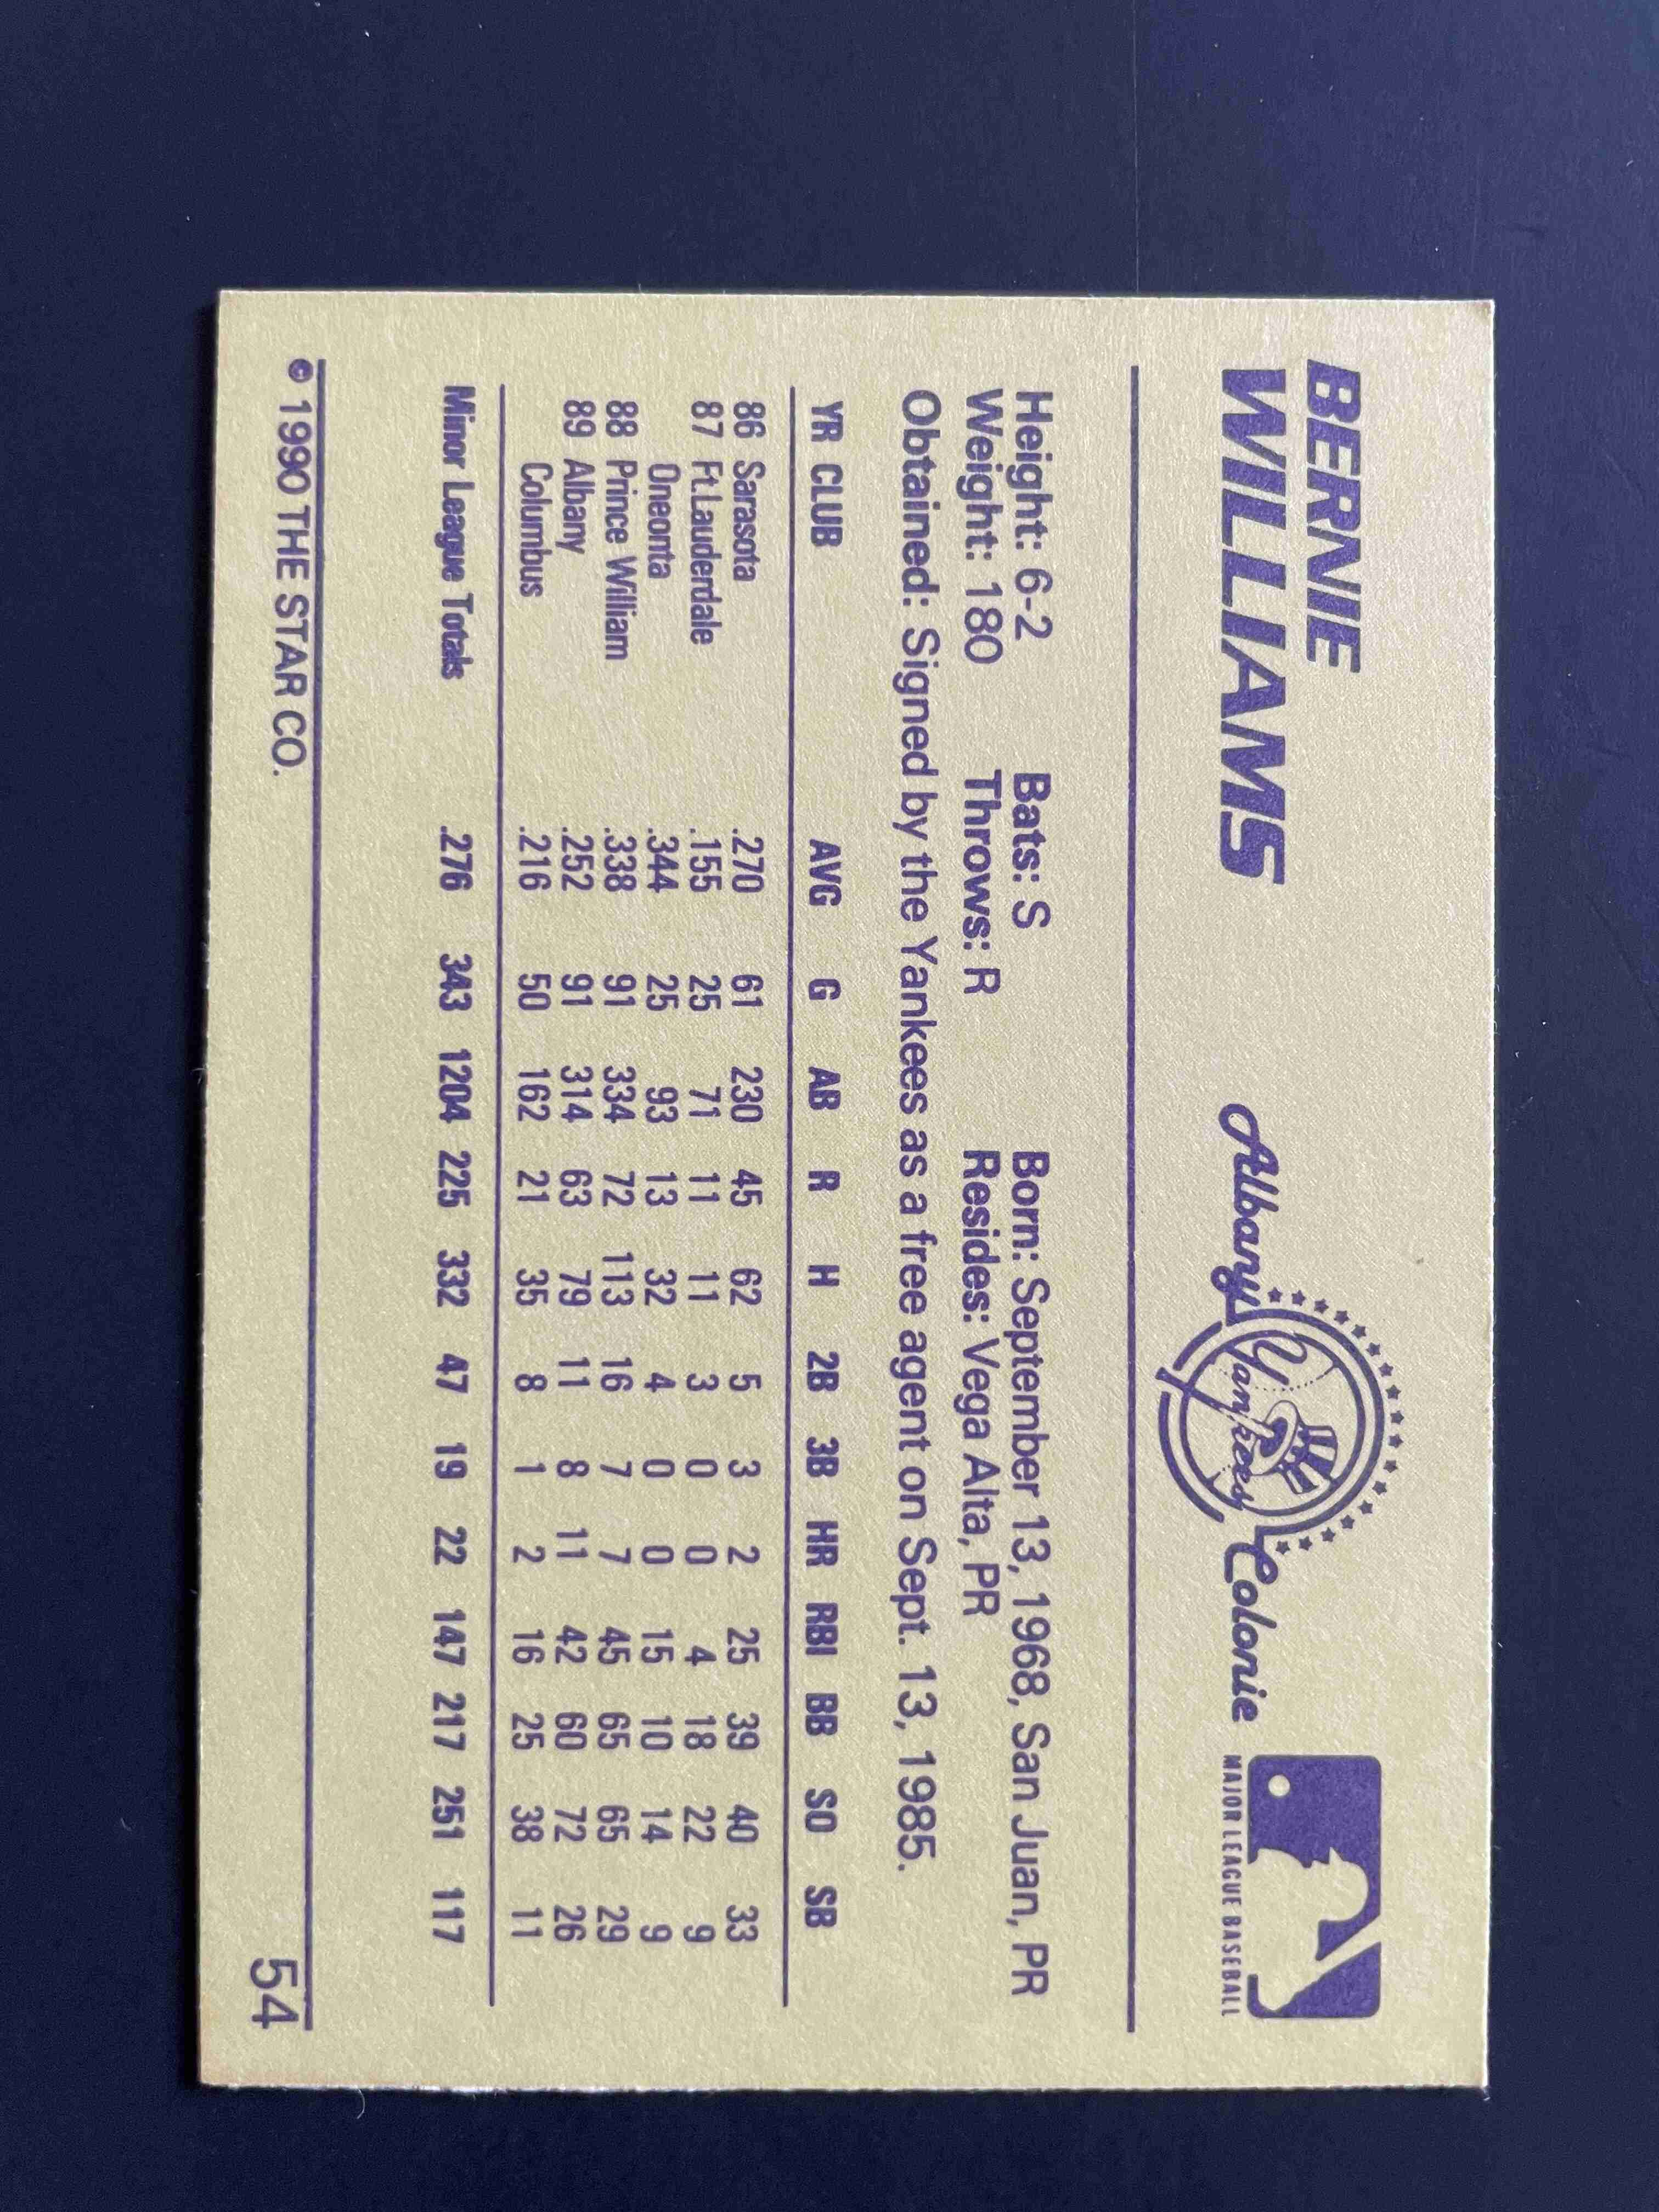 BERNIE
WILLIAMS
Albany Yankees Colonie
MAJOR LEAGUE BASEBALL
Height: 6-2 Bats: S Born: September 13, 1968, San Juan, PR
Weight: 180 Throws: R Resides: Vega Alta, PR
Obtained: Signed by the Yankees as a free agent on Sept. 13, 1985.
YR CLUB AVG G AB R H 2B 3B HR RBI BB SO SB
86 Sarasota .270 61 230 45 62 5 3 2 25 39 40 33
87 Ft.Lauderdale .155 25 71 11 11 3 0 0 4 18 22 9
Oneonta .344 25 93 13 32 4 0 0 15 10 14 9
88 Prince William .338 91 334 72 113 16 7 7 45 65 65 29
89 Albany .252 91 314 63 79 11 8 11 42 60 72 26
Columbus .216 50 162 21 35 8 1 2 16 25 38 11
Minor League Totals .276 343 1204 225 332 47 19 22 147 217 251 117
© 1990 THE STAR CO. 54